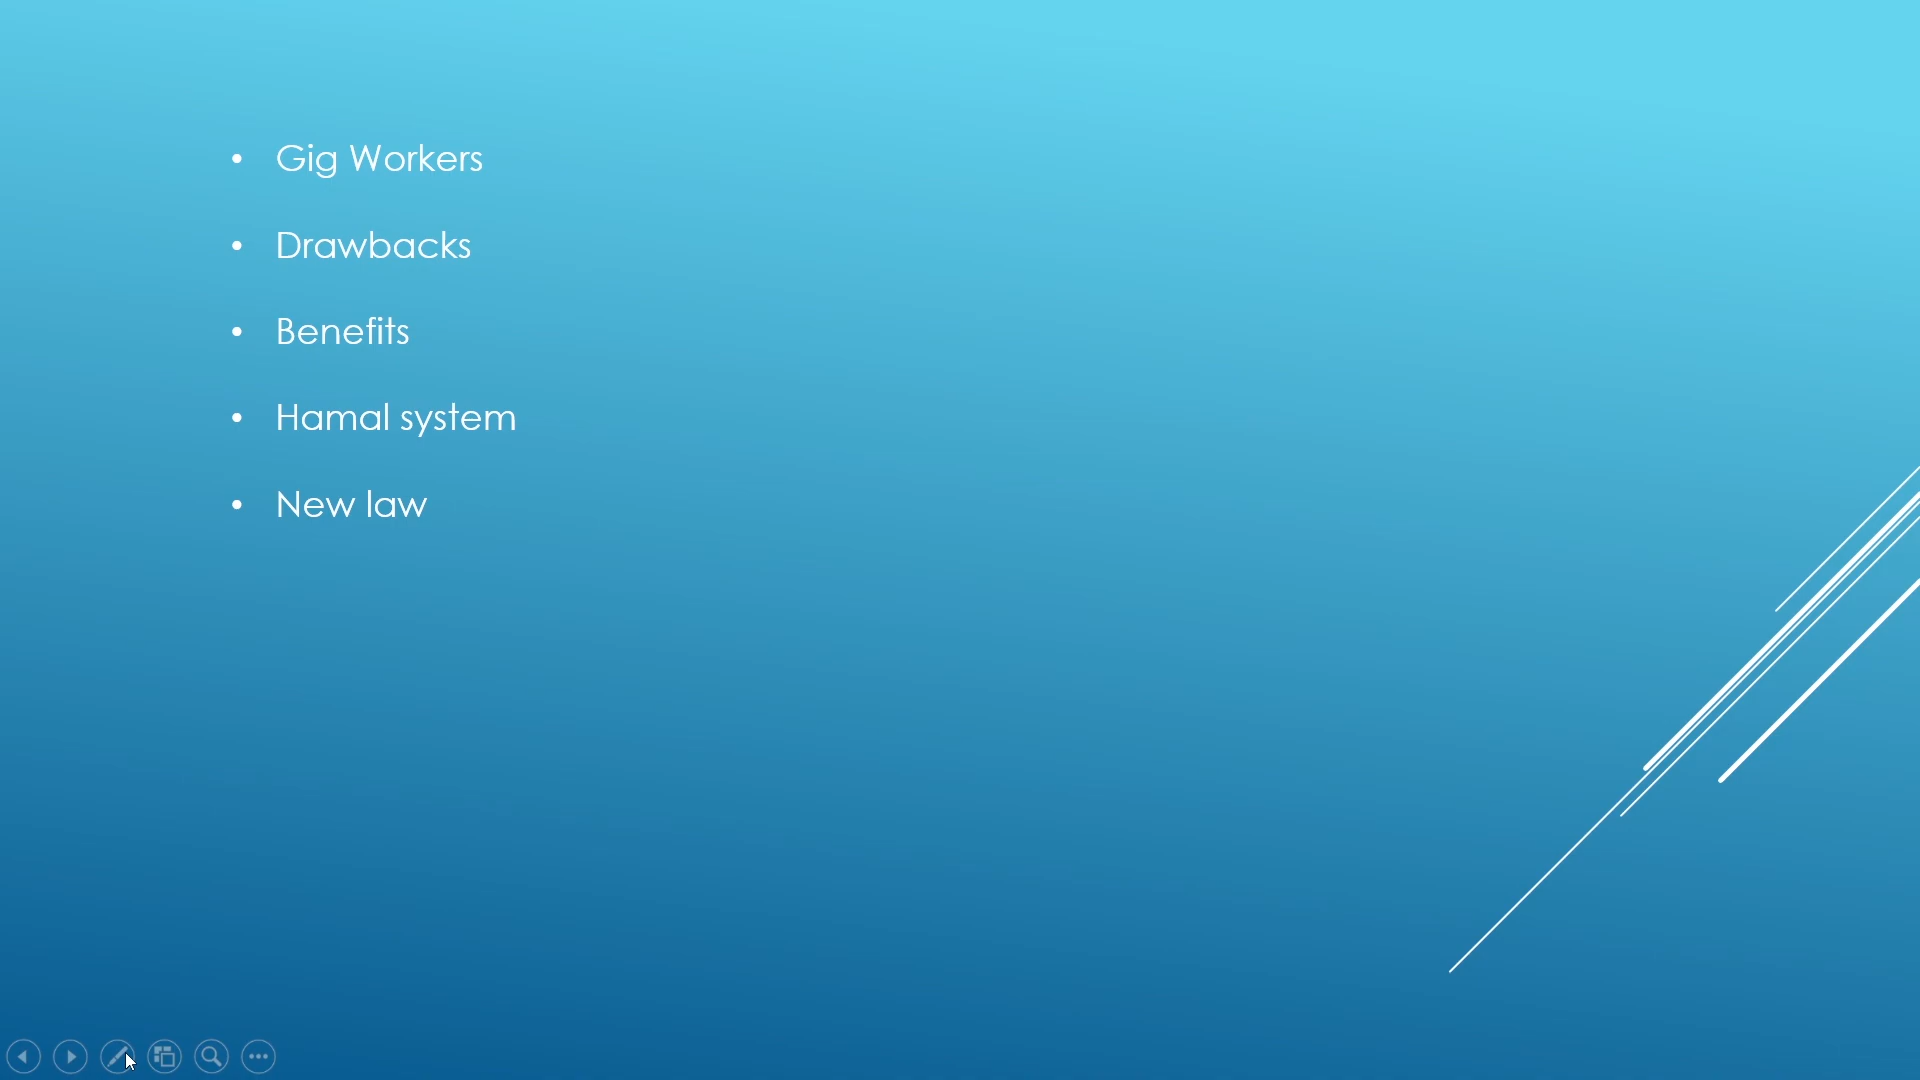 • Gig Workers
• Drawbacks
• Benefits
• Hamal system
• New law